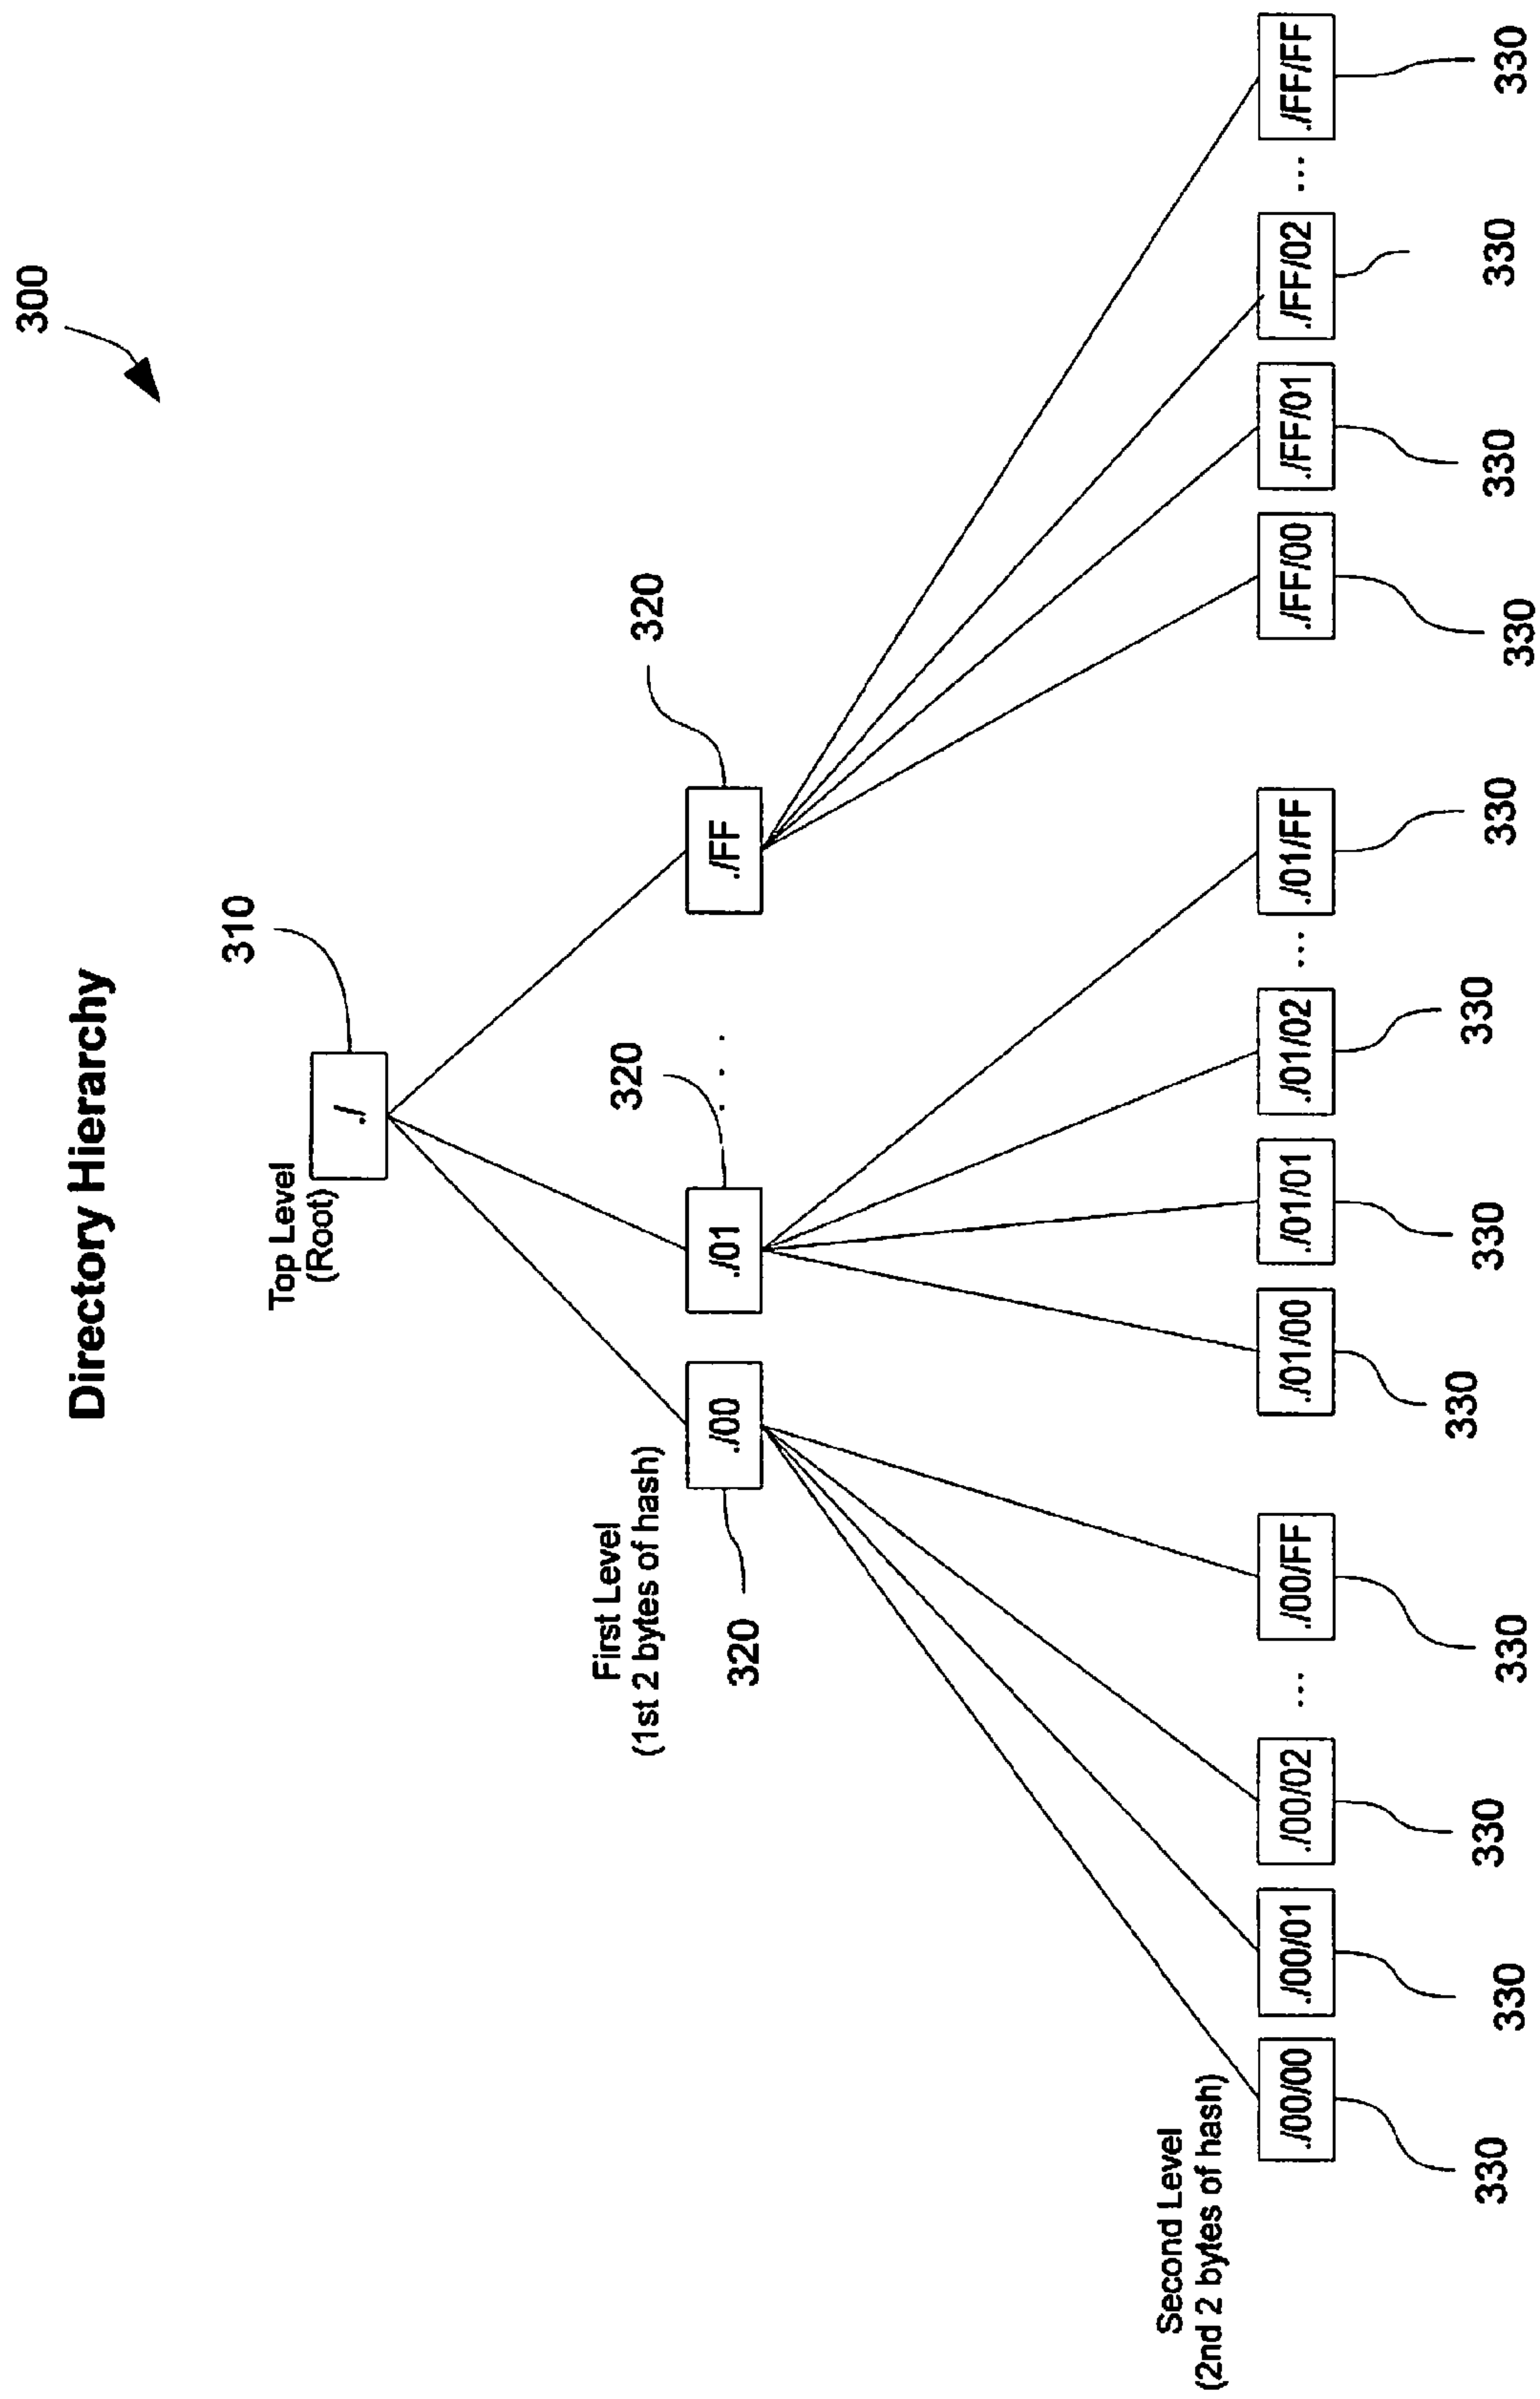 Directory Hierarchy
300
310
Top Level
(Root)
./
320
320
First Level
(1st 2 bytes of hash)
./00
./01
. . .
./FF
320
Second Level
(2nd 2 bytes of hash)
./00/00
./00/01
./00/02
...
./00/FF
./01/00
./01/01
./01/02
...
./01/FF
./FF/00
./FF/01
./FF/02
...
./FF/FF
330
330
330
330
330
330
330
330
330
330
330
330